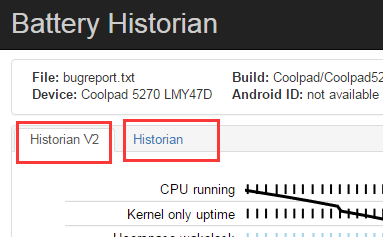 Battery Historian
File: bugreport.txt Build: Coolpad/Coolpad52
Device: Coolpad 5270 LMY47D Android ID: not available
Historian V2 Historian
CPU running
Kernel only uptime